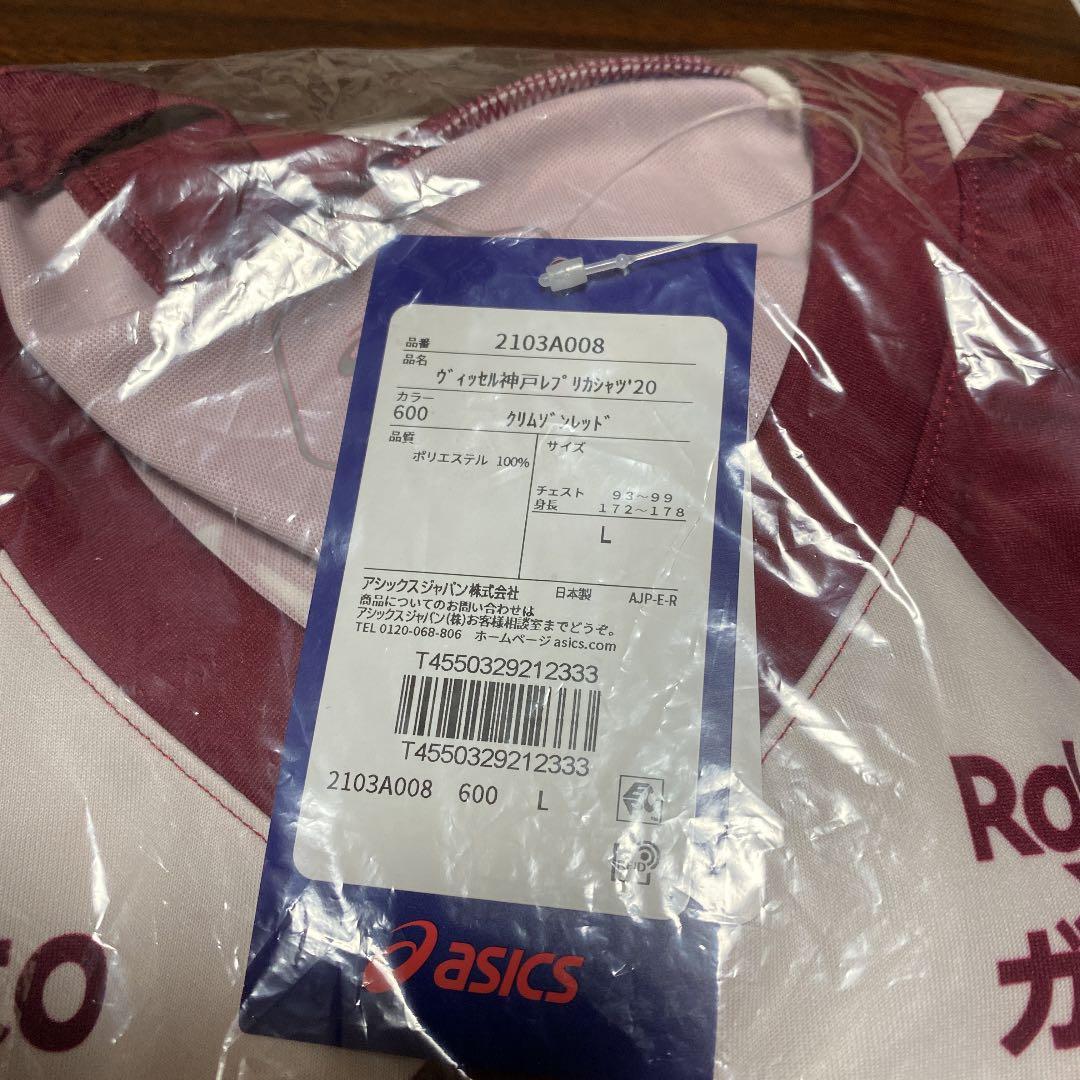 品番 2103A008
品名
ヴィッセル神戸レプリカシャツ'20
カラー
600 クリムゾンレッド
品質
ポリエステル 100%
サイズ
チェスト 93～99
身長 172～178
L
アシックスジャパン株式会社 日本製 AJP-E-R
商品についてのお問い合わせは
アシックスジャパン(株)お客様相談室までどうぞ。
TEL 0120-068-806 ホームページ asics.com
T4550329212333
T4550329212333
2103A008 600 L
asics